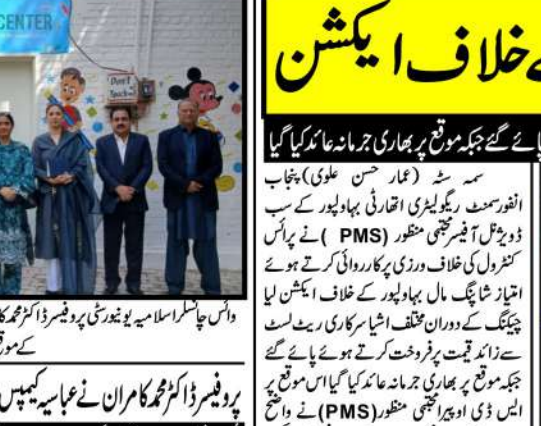 خلاف ایکشن
پائے گئے جبکہ موقع پر بھاری جرمانہ عائد کیا گیا
سمہ سٹہ (عمار حسن علوی) پنجاب
انفورسمنٹ ریگولیٹری اتھارٹی بہاولپور کے سب
ڈویژنل آفیسر مجتبیٰ منظور (PMS) نے پرائس
کنٹرول کی خلاف ورزی پر کارروائی کرتے ہوئے
امتیاز شاپنگ مال بہاولپور کے خلاف ایکشن لیا
چیکنگ کے دوران مختلف اشیا سرکاری ریٹ لسٹ
سے زائد قیمت پر فروخت کرتے ہوئے پائے گئے
جبکہ موقع پر بھاری جرمانہ عائد کیا گیا اس موقع پر
ایس ڈی او پیرا مجتبیٰ منظور (PMS) نے واضح
CENTER
Don't
Touch
وائس چانسلر اسلامیہ یونیورسٹی پروفیسر ڈاکٹر محمد
کے
پروفیسر ڈاکٹر محمد کامران نے عباسیہ کیمپس